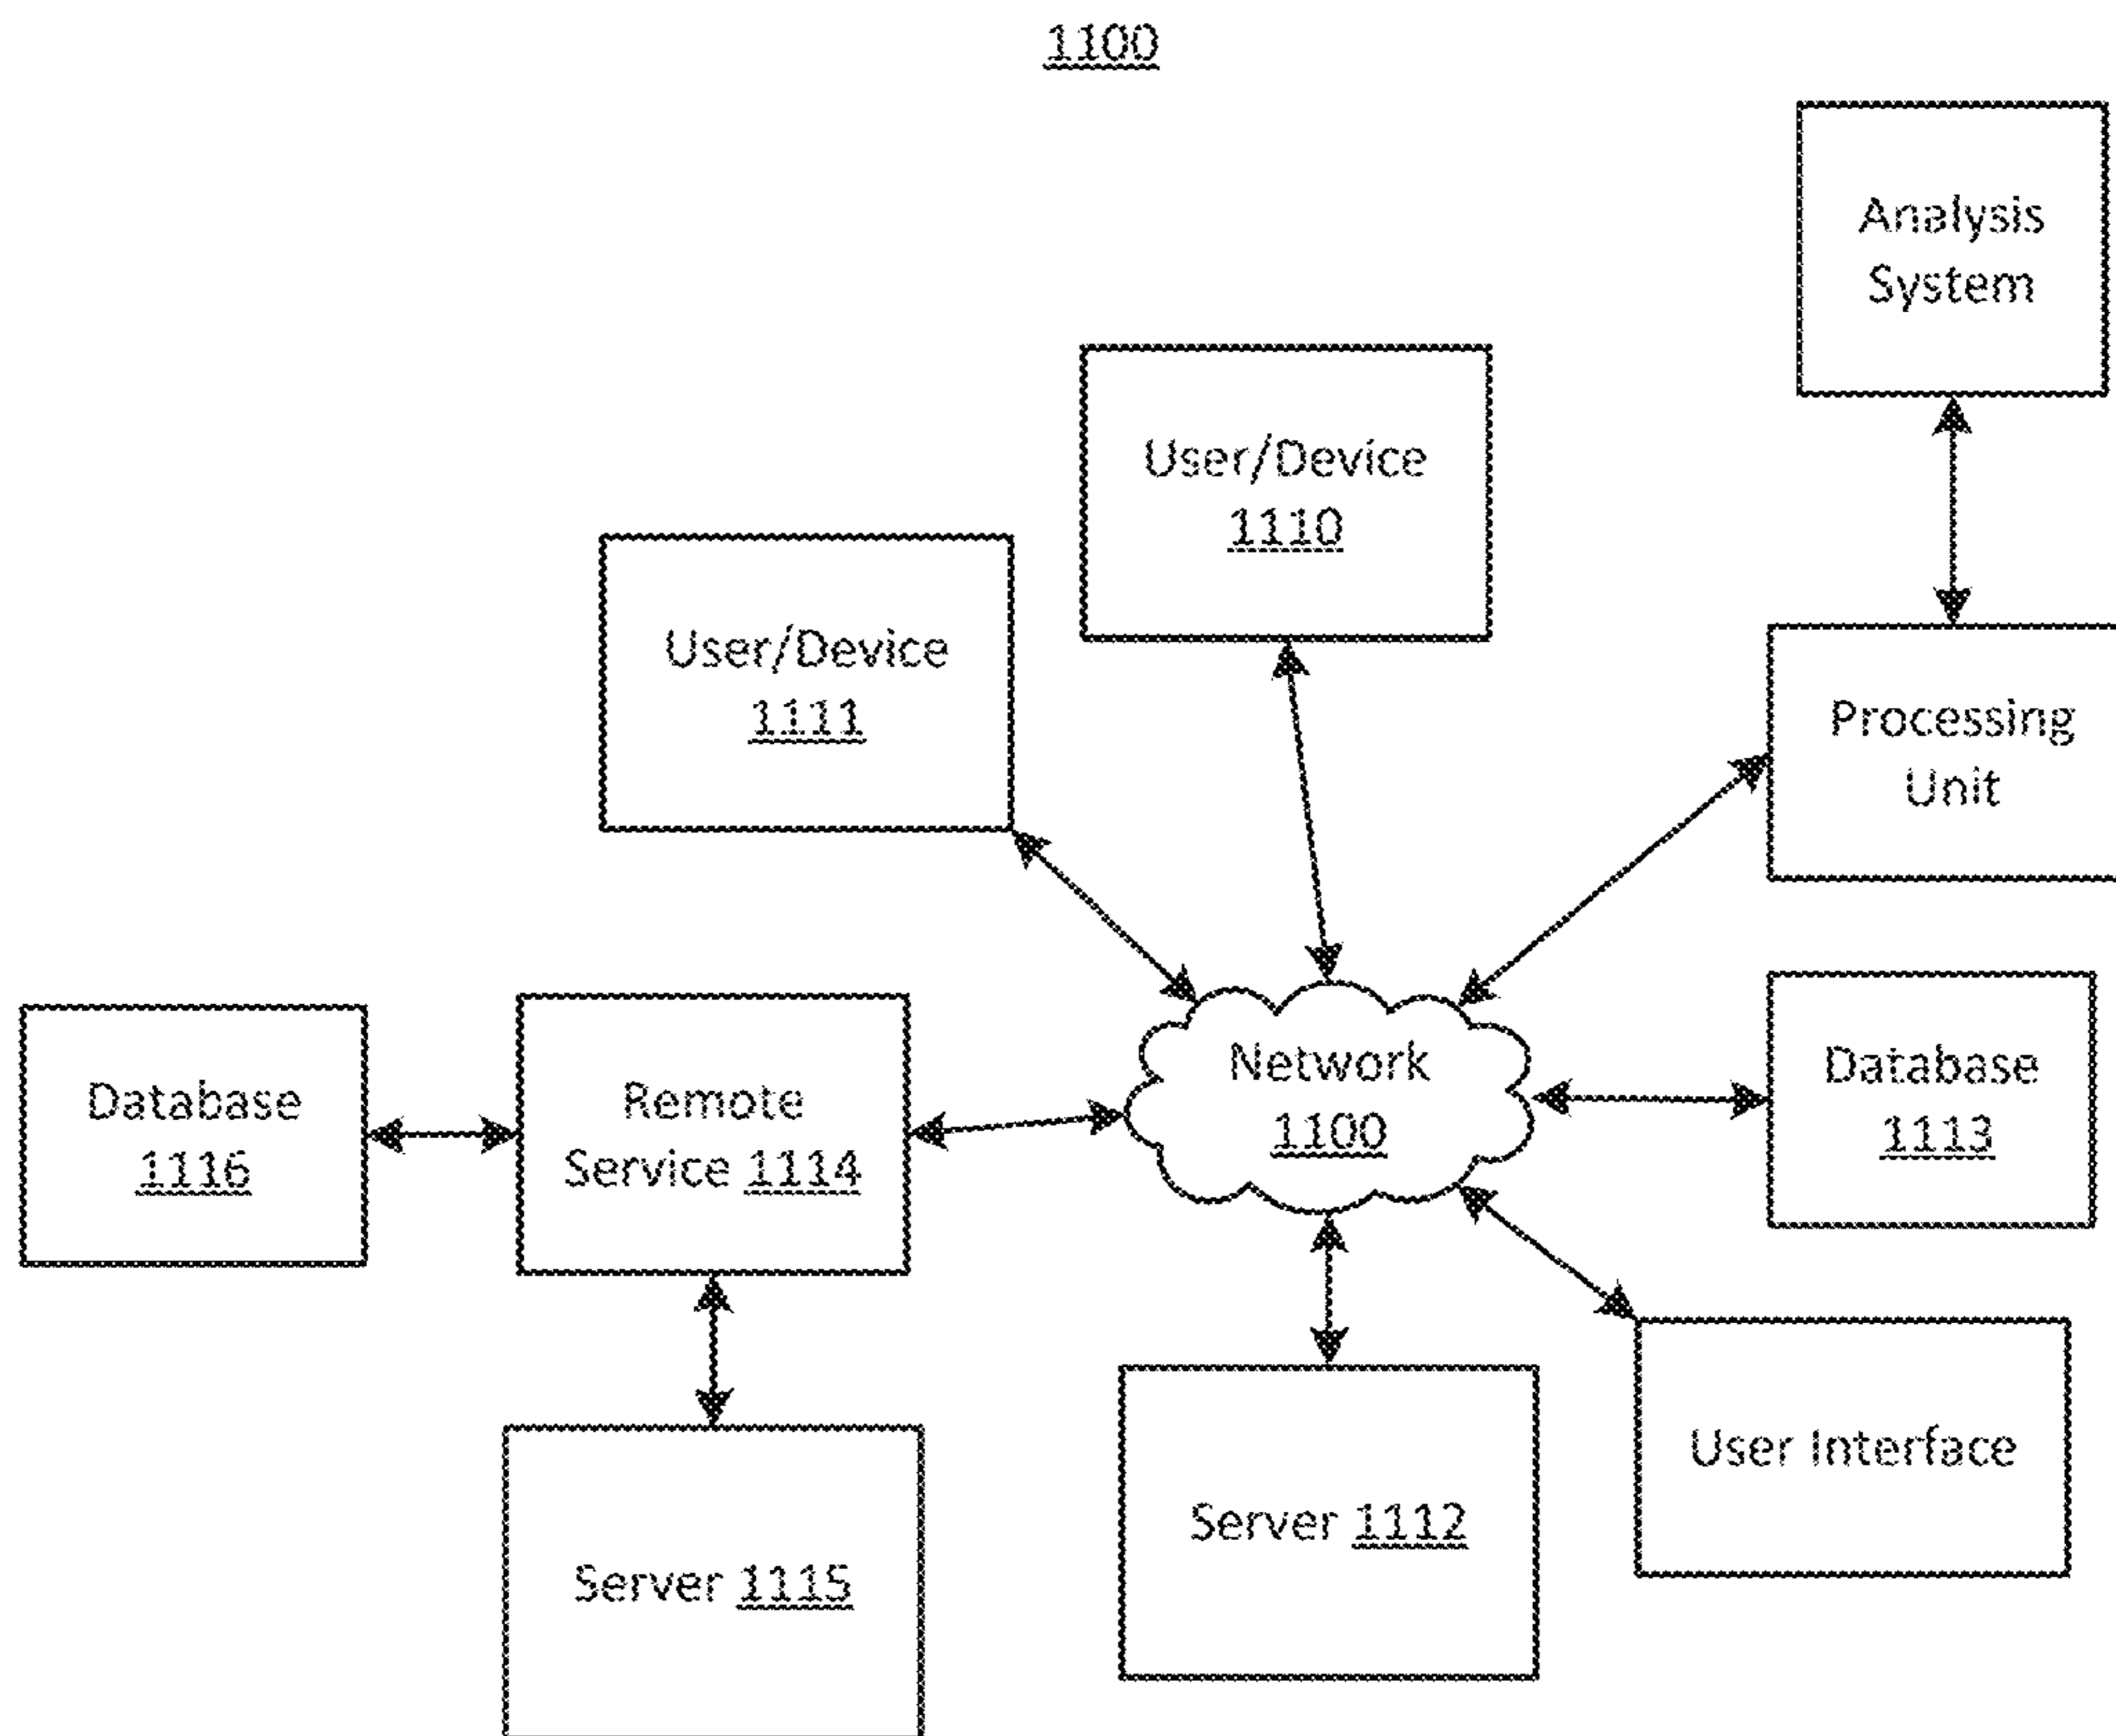 1100
Analysis
System
User/Device
1110
User/Device
1111
Processing
Unit
Network
1100
Database
1113
Database
1116
Remote
Service 1114
User Interface
Server 1112
Server 1115